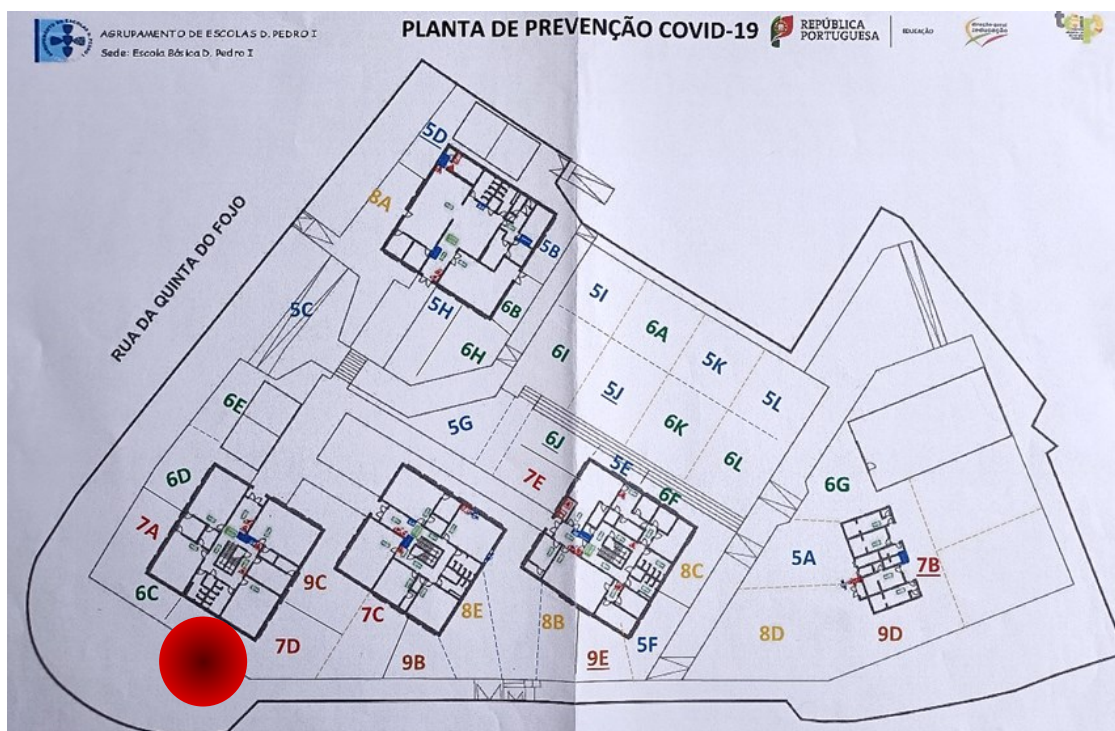 AGRUPAMENTO DE ESCOLAS D. PEDRO I
Sede: Escola Básica D. Pedro I
PLANTA DE PREVENÇÃO COVID-19
REPÚBLICA
PORTUGUESA
EDUCAÇÃO
RUA DA QUINTA DO FOJO
5D
8A
5B
5H
6B
5C
6H
5I
6A
5K
5L
6I
5J
6K
6L
6E
5G
6J
5E
6F
7E
6G
6D
7A
6C
9C
7C
7D
9B
8E
8B
9E
5F
8C
5A
7B
8D
9D